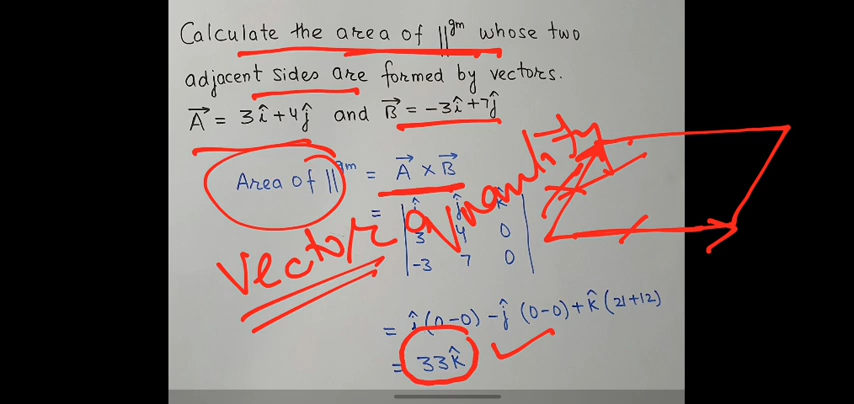 Calculate the area of ||gm whose two
adjacent sides are formed by vectors.
A⃗ = 3î+4ĵ and B⃗ = -3î+7ĵ
Area of ||gm = A⃗ × B⃗
= | î ĵ k̂ |
| 3 4 0 |
| -3 7 0 |
vector quantity
= î(0-0) -ĵ(0-0)+k̂(21+12)
= 33k̂